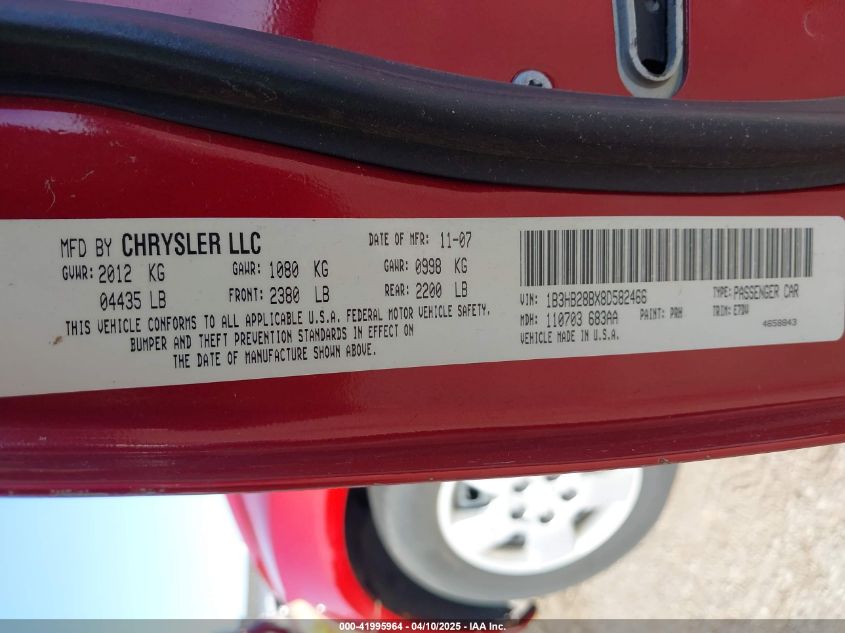 MFD BY CHRYSLER LLC DATE OF MFR: 11-07
GVWR: 2012 KG GAWR: 1080 KG GAWR: 0998 KG
04435 LB FRONT: 2380 LB REAR: 2200 LB
THIS VEHICLE CONFORMS TO ALL APPLICABLE U.S.A. FEDERAL MOTOR VEHICLE SAFETY,
BUMPER AND THEFT PREVENTION STANDARDS IN EFFECT ON
THE DATE OF MANUFACTURE SHOWN ABOVE.
VIN: 1B3HB28BX8D582466 TYPE: PASSENGER CAR
MDH: 110703 683AA PAINT: PRH TRIM: E7DV
VEHICLE MADE IN U.S.A. 4658843
000-41995964 - 04/10/2025 - IAA Inc.